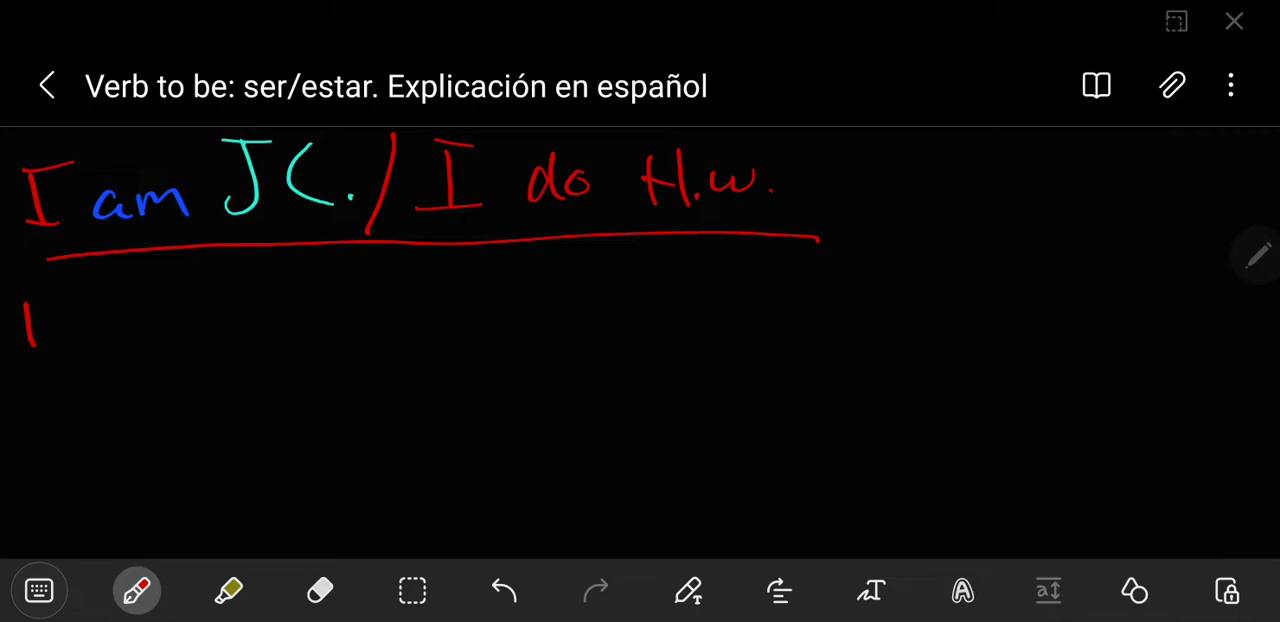 Verb to be: ser/estar. Explicación en español
I am JC. / I do H.w.